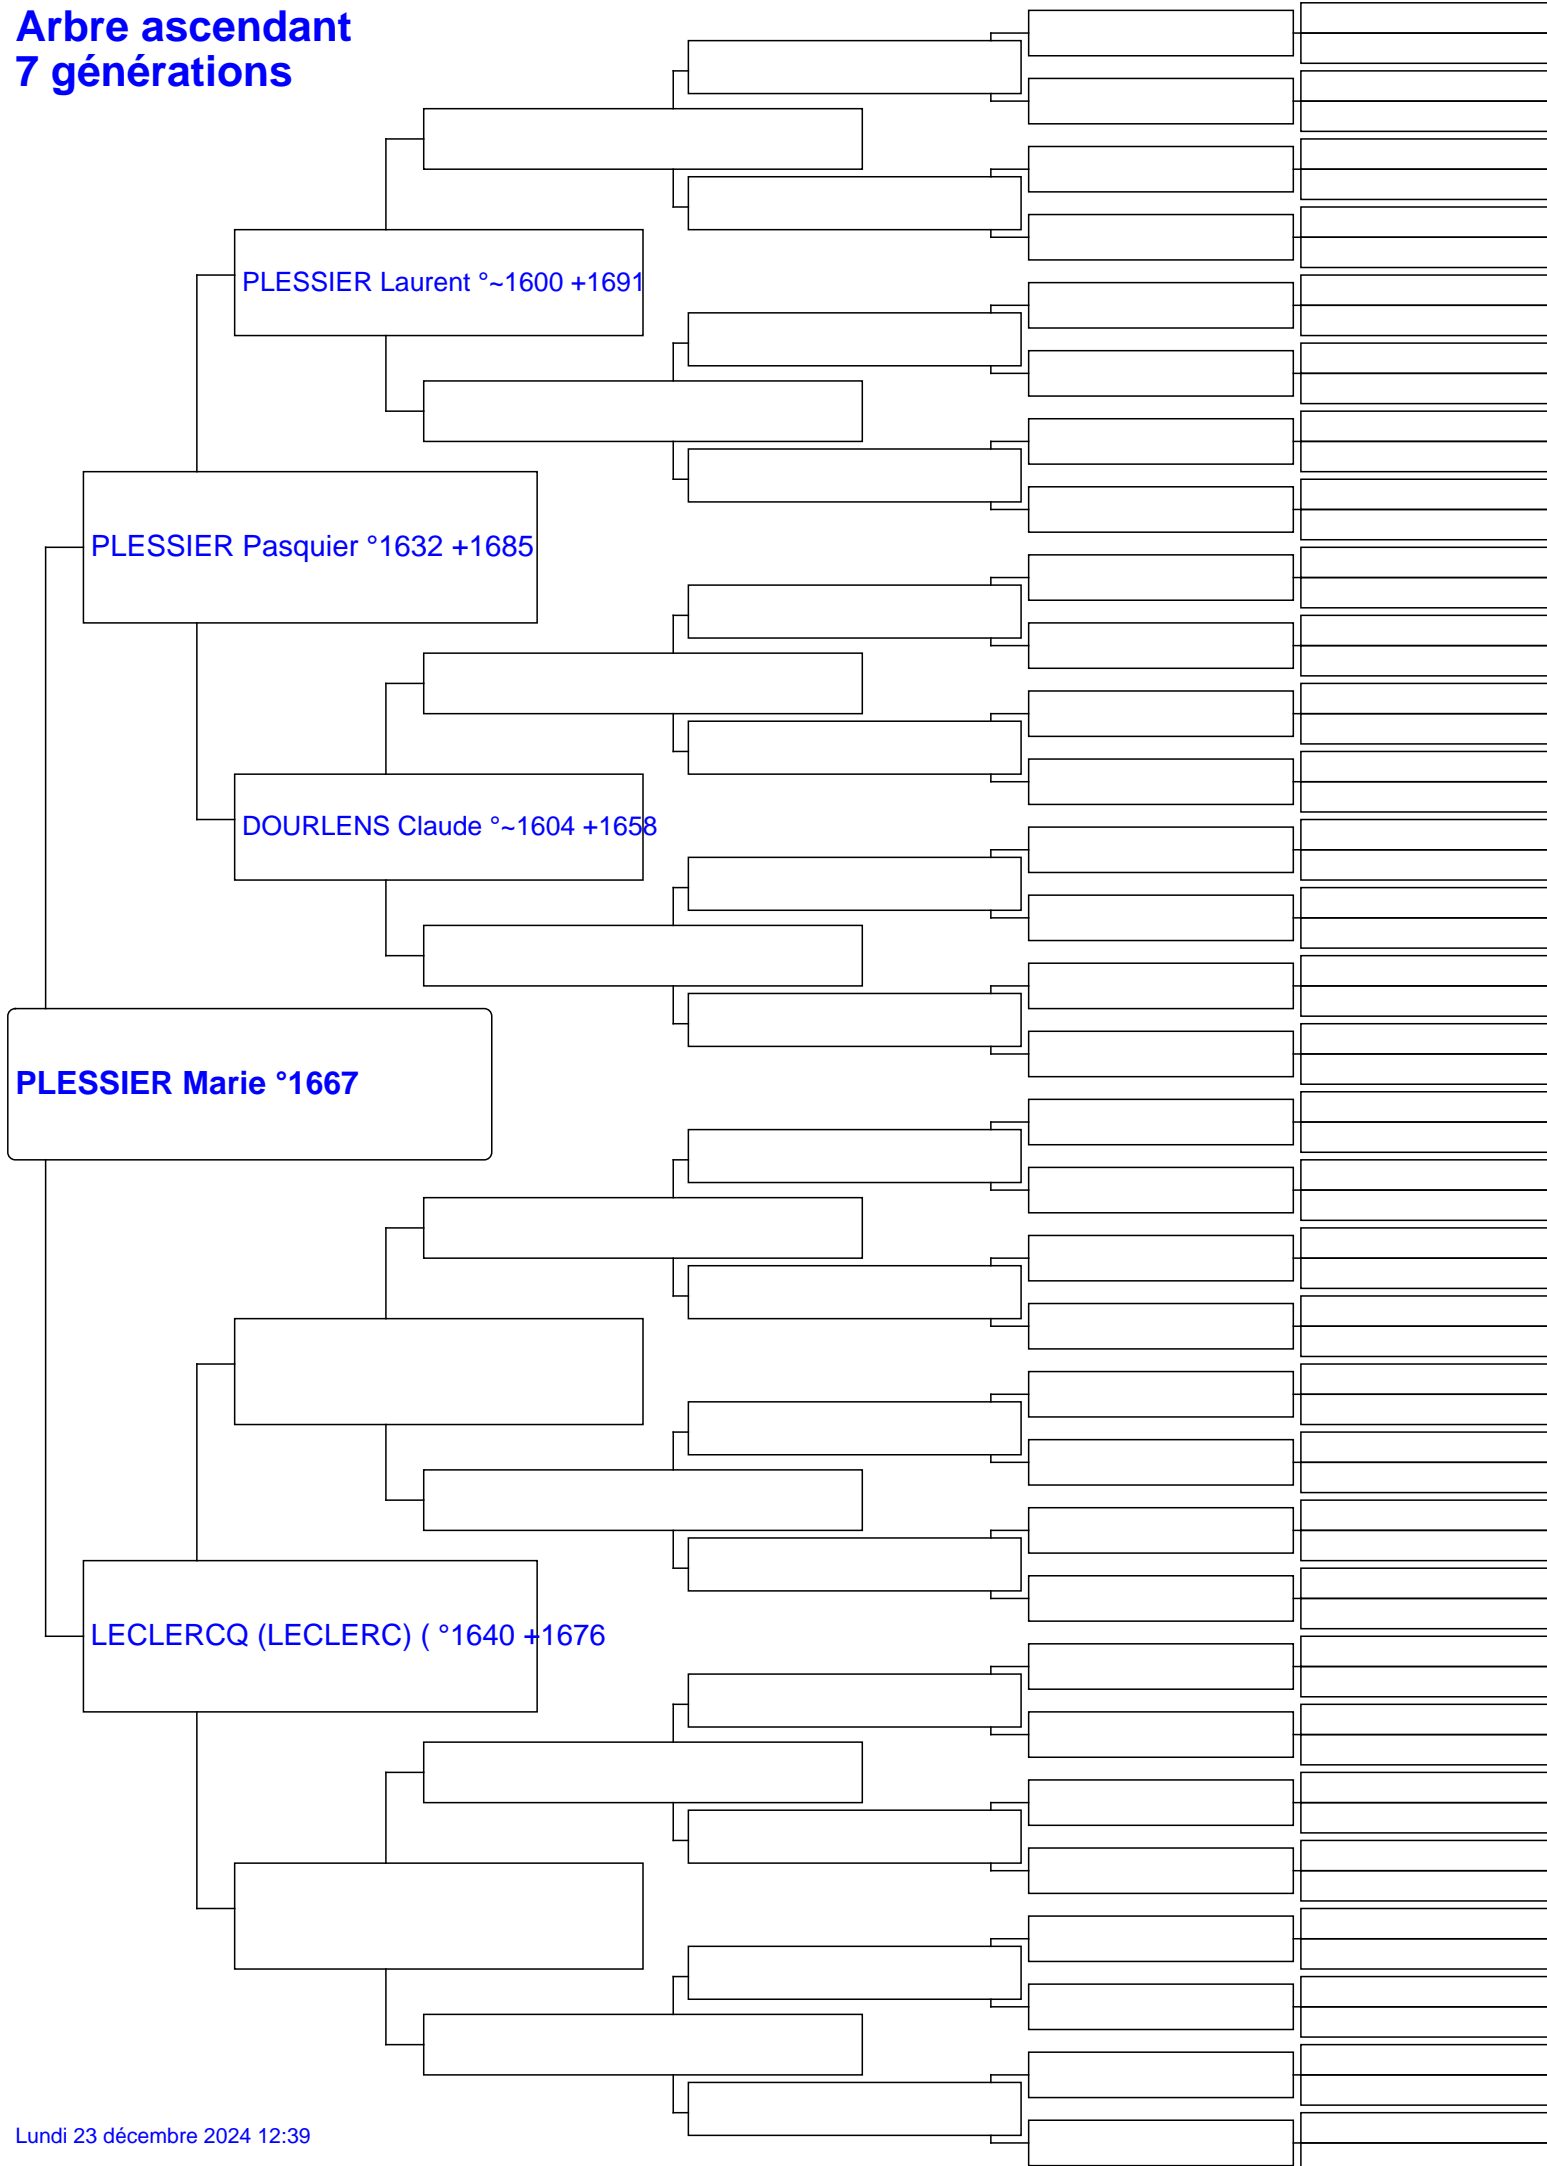 Arbre ascendant
7 générations
PLESSIER Laurent °~1600 +1691
PLESSIER Pasquier °1632 +1685
DOURLENS Claude °~1604 +1658
PLESSIER Marie °1667
LECLERCQ (LECLERC) ( °1640 +1676
Lundi 23 décembre 2024 12:39